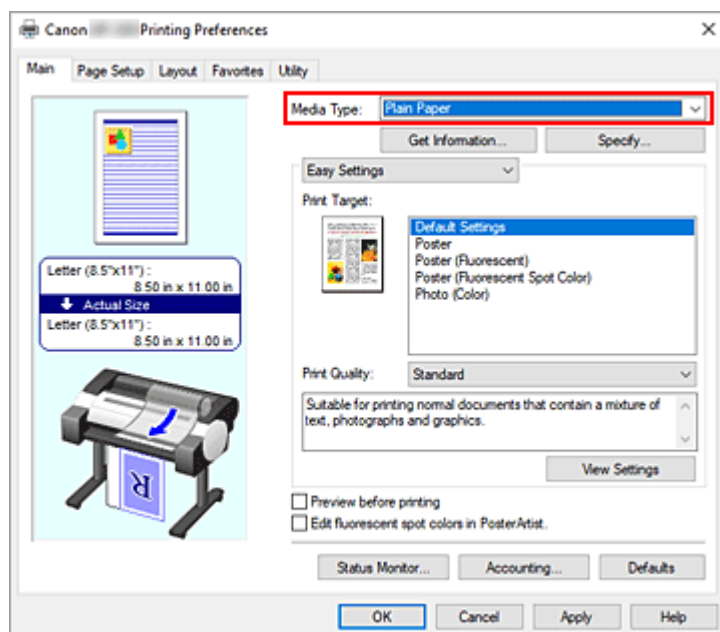 Canon Printing Preferences
Main Page Setup Layout Favorites Utility
Media Type: Plain Paper
Get Information... Specify...
Easy Settings
Print Target:
Default Settings
Poster
Poster (Fluorescent)
Poster (Fluorescent Spot Color)
Photo (Color)
Letter (8.5"x11") :
8.50 in x 11.00 in
Actual Size
Letter (8.5"x11") :
8.50 in x 11.00 in
Print Quality: Standard
Suitable for printing normal documents that contain a mixture of
text, photographs and graphics.
View Settings
R
Preview before printing
Edit fluorescent spot colors in PosterArtist.
Status Monitor... Accounting... Defaults
OK Cancel Apply Help